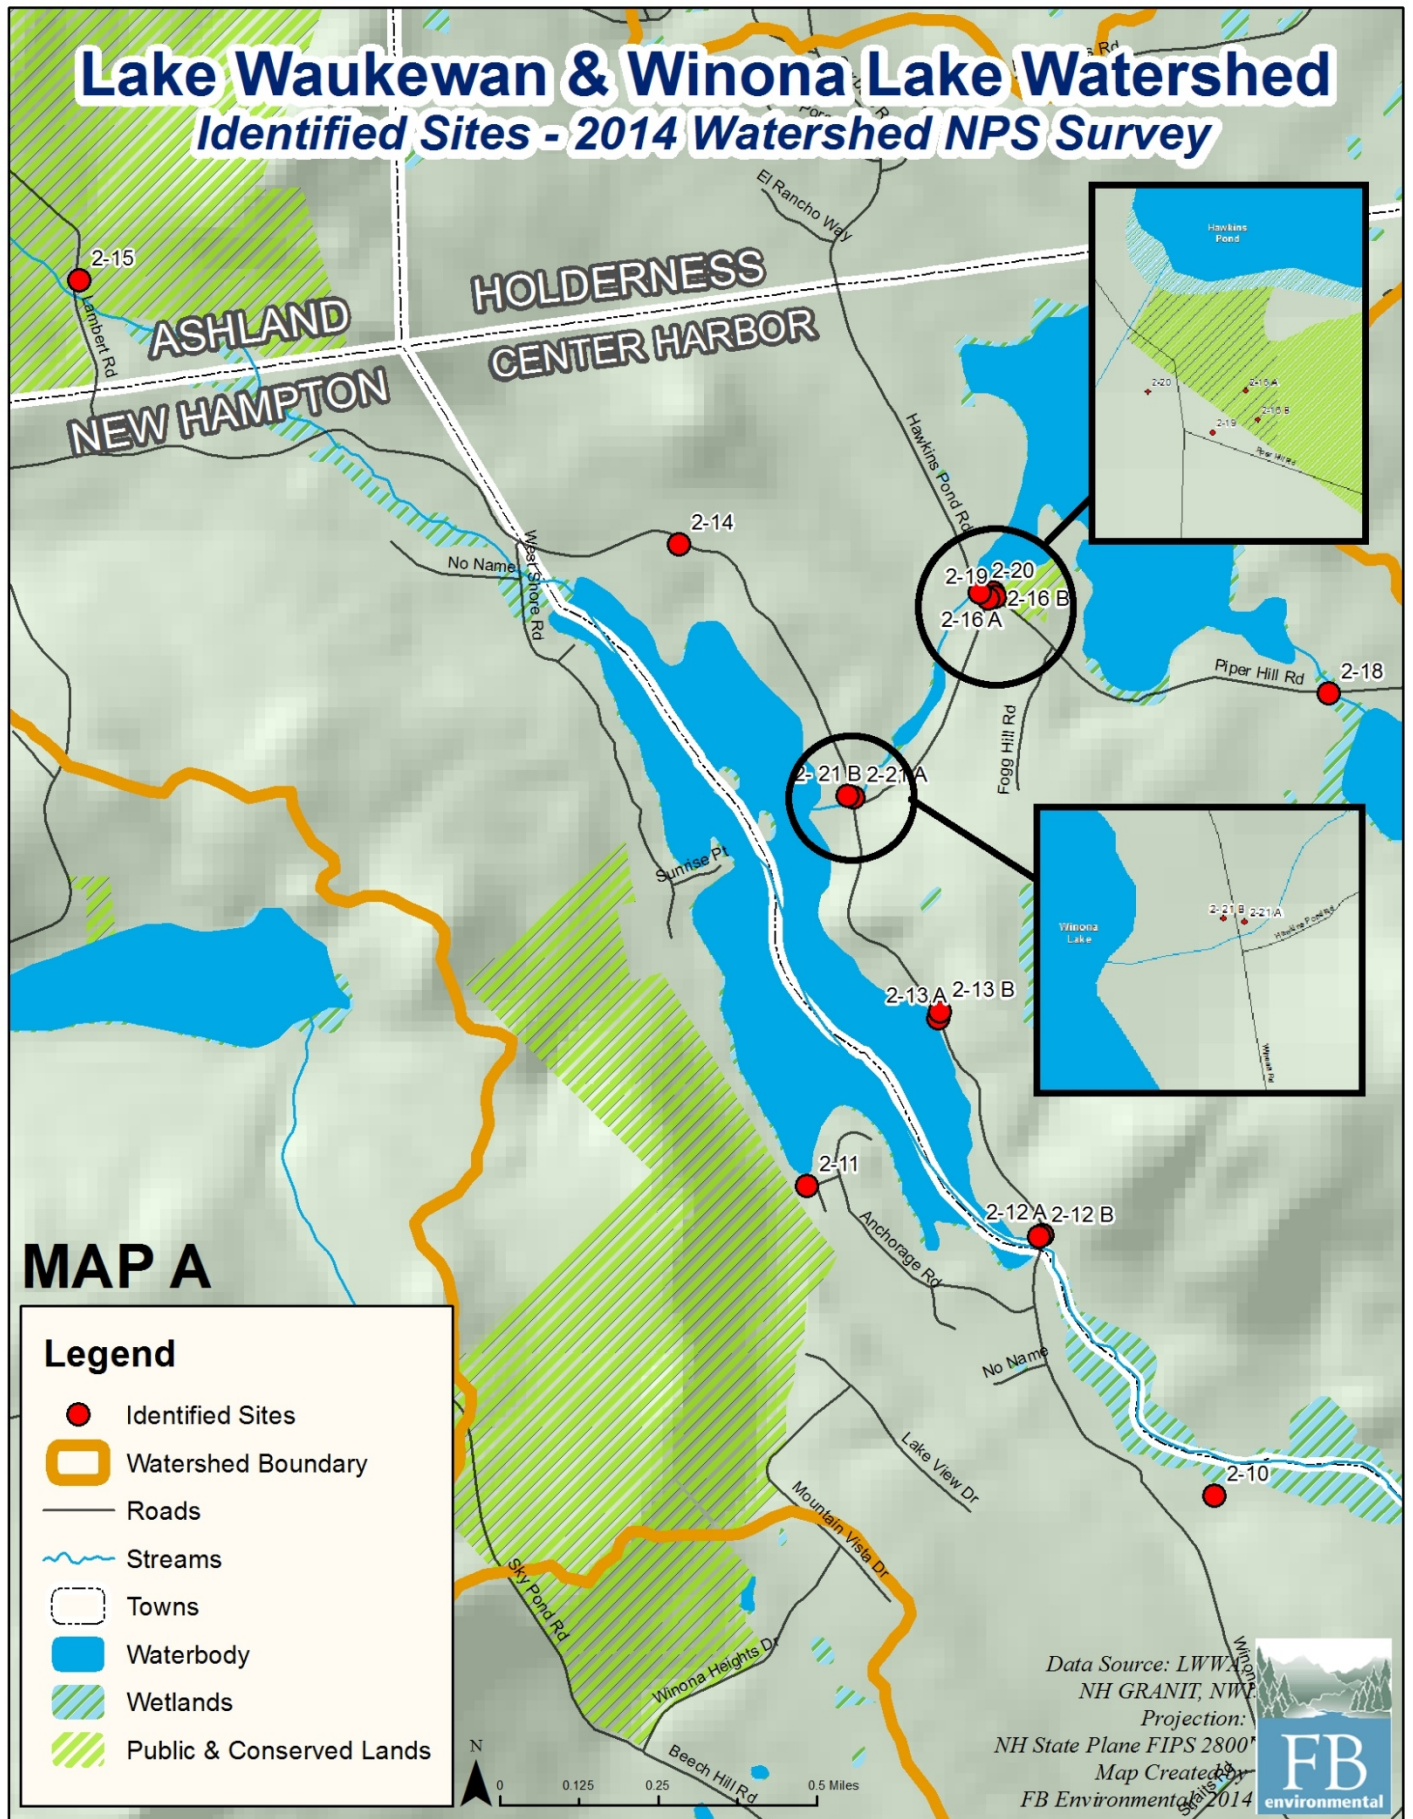 Lake Waukewan & Winona Lake Watershed
Identified Sites - 2014 Watershed NPS Survey
El Rancho Way
Hawkins
Pond
2-15
Lambert Rd
ASHLAND
HOLDERNESS
CENTER HARBOR
NEW HAMPTON
2-20
2-16 A
2-16 B
2-19
Piper Hill Rd
Hawkins Pond Rd
2-14
No Name
West Shore Rd
2-19
2-20
2-16 B
2-16 A
Piper Hill Rd
2-18
Fogg Hill Rd
2- 21 B
2-21 A
Sunrise Pt
2- 21 B
2-21 A
Hawkins Pond Rd
Winona
Lake
Winona Rd
2-13 A
2-13 B
2-11
Anchorage Rd
2-12 A
2-12 B
No Name
Lake View Dr
2-10
Mountain Vista Dr
Sky Pond Rd
Winona Heights Dr
Beech Hill Rd
Straits Rd
MAP A
Legend
Identified Sites
Watershed Boundary
Roads
Streams
Towns
Waterbody
Wetlands
Public & Conserved Lands
N
0 0.125 0.25 0.5 Miles
Data Source: LWWA,
NH GRANIT, NWI.
Projection:
NH State Plane FIPS 2800
Map Created by
FB Environmental, 2014
FB
environmental